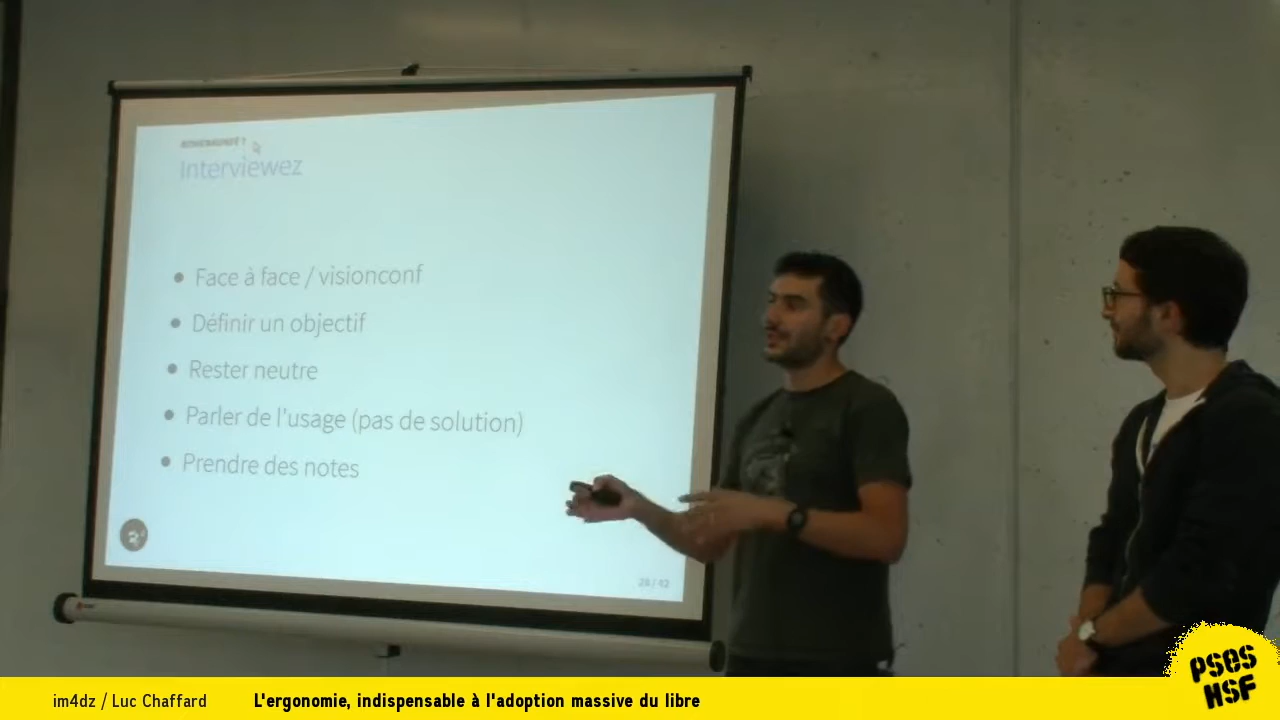 Interviewez
Face à face / visionconf
Définir un objectif
Rester neutre
Parler de l'usage (pas de solution)
Prendre des notes
im4dz / Luc Chaffard
L'ergonomie, indispensable à l'adoption massive du libre
PSES
HSF